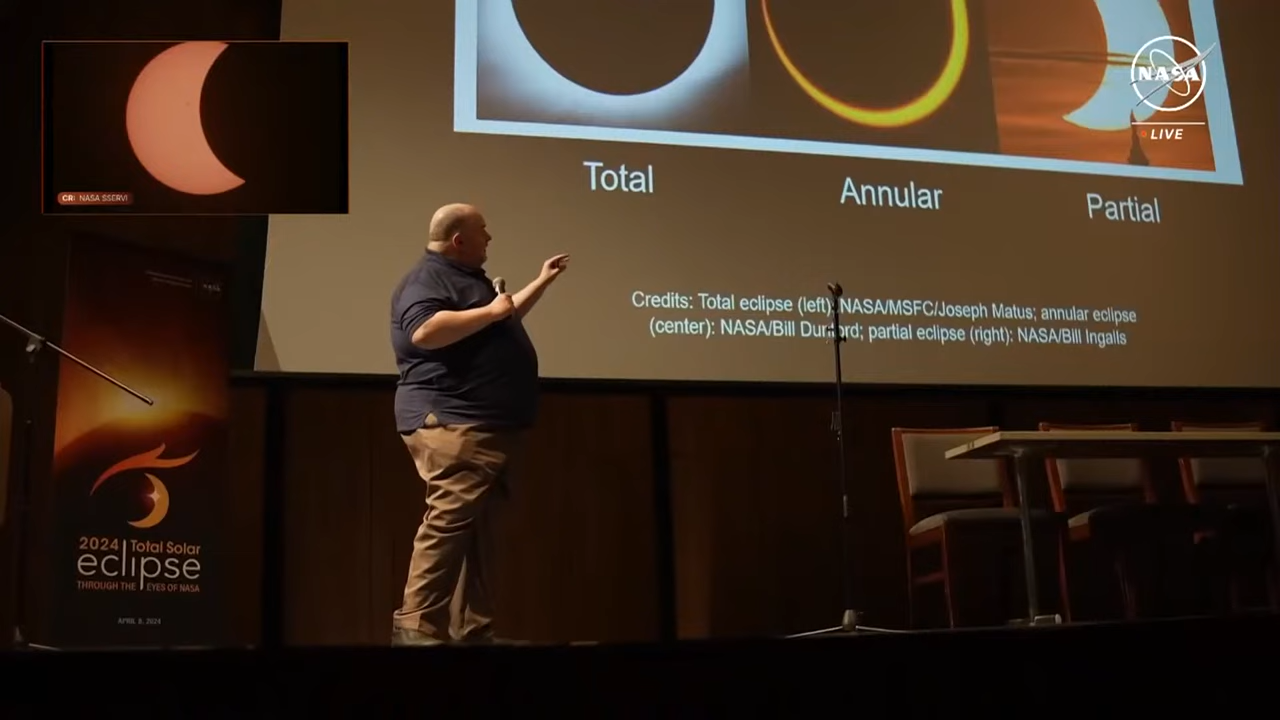 NASA
LIVE
CR: NASA SSERVI
Total
Annular
Partial
Credits: Total eclipse (left): NASA/MSFC/Joseph Matus; annular eclipse
(center): NASA/Bill Dunford; partial eclipse (right): NASA/Bill Ingalls
2024 Total Solar
eclipse
THROUGH THE EYES OF NASA
APRIL 8, 2024